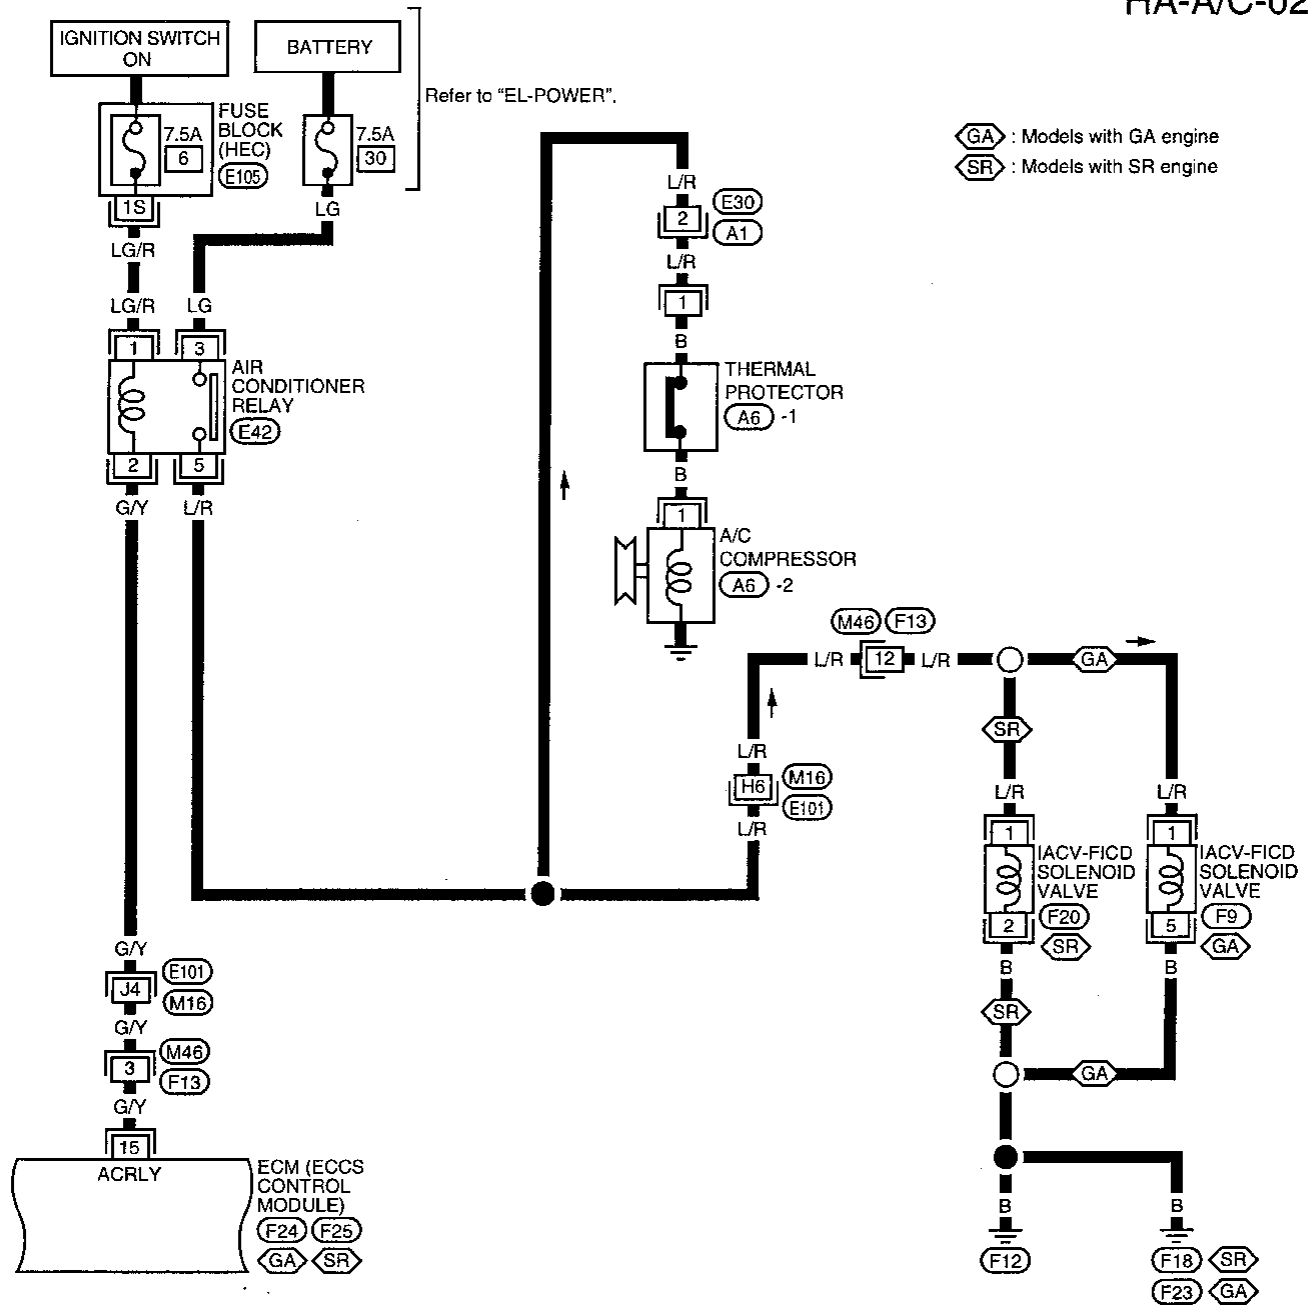 HA-A/C-02
IGNITION SWITCH
ON
BATTERY
Refer to "EL-POWER".
7.5A
6
FUSE
BLOCK
(HEC)
E105
7.5A
30
GA : Models with GA engine
SR : Models with SR engine
1S
LG
LG/R
LG/R
LG
1
3
AIR
CONDITIONER
RELAY
E42
2
5
G/Y
L/R
L/R
2
E30
A1
L/R
1
B
THERMAL
PROTECTOR
A6 -1
B
1
A/C
COMPRESSOR
A6 -2
M46 F13
L/R 12 L/R
GA
SR
L/R
H6
M16
E101
L/R
L/R
L/R
1
1
IACV-FICD
SOLENOID
VALVE
F20
SR
2
IACV-FICD
SOLENOID
VALVE
F9
GA
5
B
B
SR
GA
G/Y
J4
E101
M16
G/Y
3
M46
F13
G/Y
15
ACRLY
ECM (ECCS
CONTROL
MODULE)
F24 F25
GA SR
B
B
F12
F18 SR
F23 GA